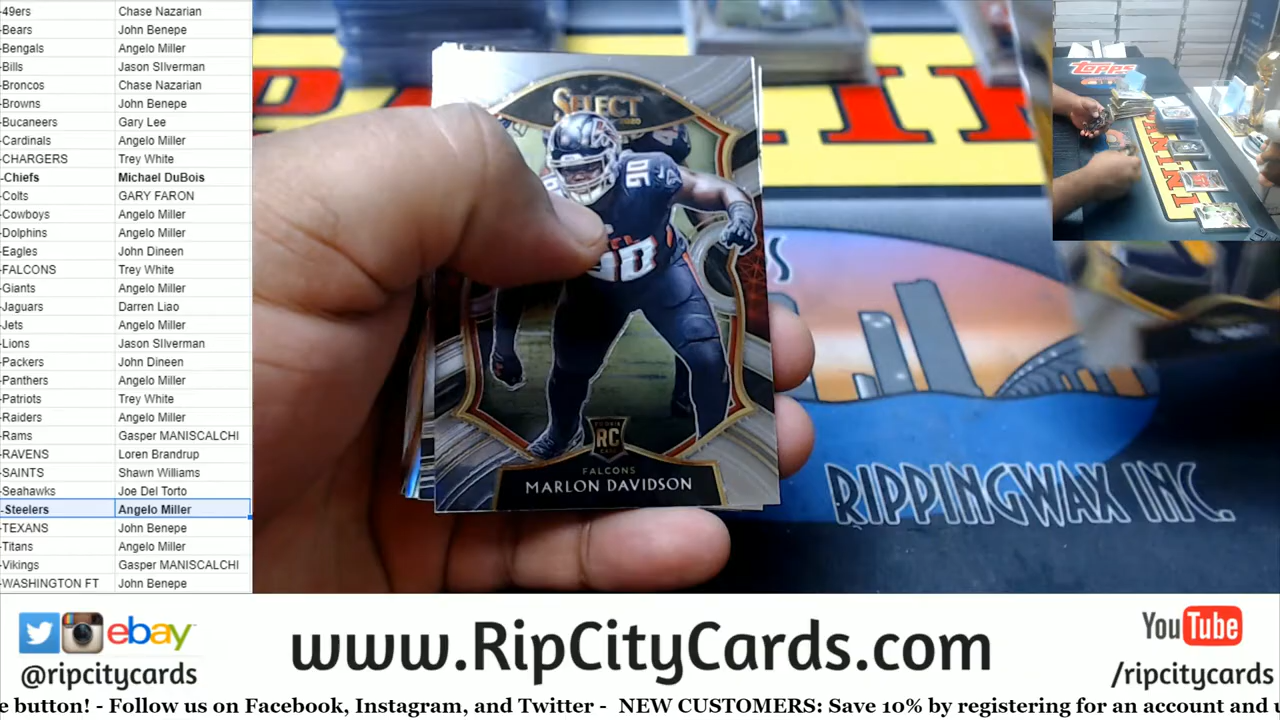 -49ers Chase Nazarian
-Bears John Benepe
-Bengals Angelo Miller
-Bills Jason SIlverman
-Broncos Chase Nazarian
-Browns John Benepe
-Bucaneers Gary Lee
-Cardinals Angelo Miller
-CHARGERS Trey White
-Chiefs Michael DuBois
-Colts GARY FARON
-Cowboys Angelo Miller
-Dolphins Angelo Miller
-Eagles John Dineen
-FALCONS Trey White
-Giants Angelo Miller
-Jaguars Darren Liao
-Jets Angelo Miller
-Lions Jason SIlverman
-Packers John Dineen
-Panthers Angelo Miller
-Patriots Trey White
-Raiders Angelo Miller
-Rams Gasper MANISCALCHI
-RAVENS Loren Brandrup
-SAINTS Shawn Williams
-Seahawks Joe Del Torto
-Steelers Angelo Miller
-TEXANS John Benepe
-Titans Angelo Miller
-Vikings Gasper MANISCALCHI
-WASHINGTON FT John Benepe
SELECT
2020
90
90
RC
FALCONS
MARLON DAVIDSON
RIPPINGWAX INC.
Topps
PANINI
ebay
@ripcitycards
www.RipCityCards.com
YouTube
/ripcitycards
e button! - Follow us on Facebook, Instagram, and Twitter - NEW CUSTOMERS: Save 10% by registering for an account and u